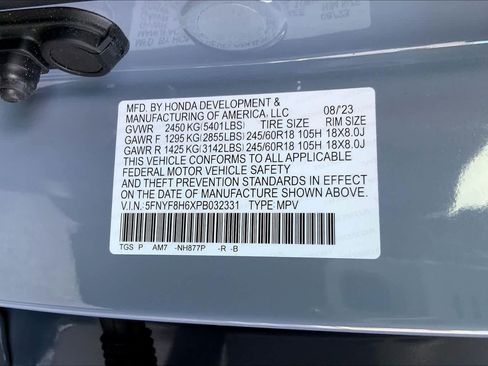 MFD. BY HONDA DEVELOPMENT &
MANUFACTURING OF AMERICA, LLC 08/'23
GVWR 2450 KG(5401LBS) TIRE SIZE RIM SIZE
GAWR F 1295 KG(2855LBS) 245/60R18 105H 18X8.0J
GAWR R 1425 KG(3142LBS) 245/60R18 105H 18X8.0J
THIS VEHICLE CONFORMS TO ALL APPLICABLE
FEDERAL MOTOR VEHICLE SAFETY
AND THEFT PREVENTION STANDARDS IN EFFECT
ON THE DATE OF MANUFACTURE SHOWN ABOVE.
V.I.N.: 5FNYF8H6XPB032331 TYPE: MPV
TGS P AM7 -NH877P -R -B